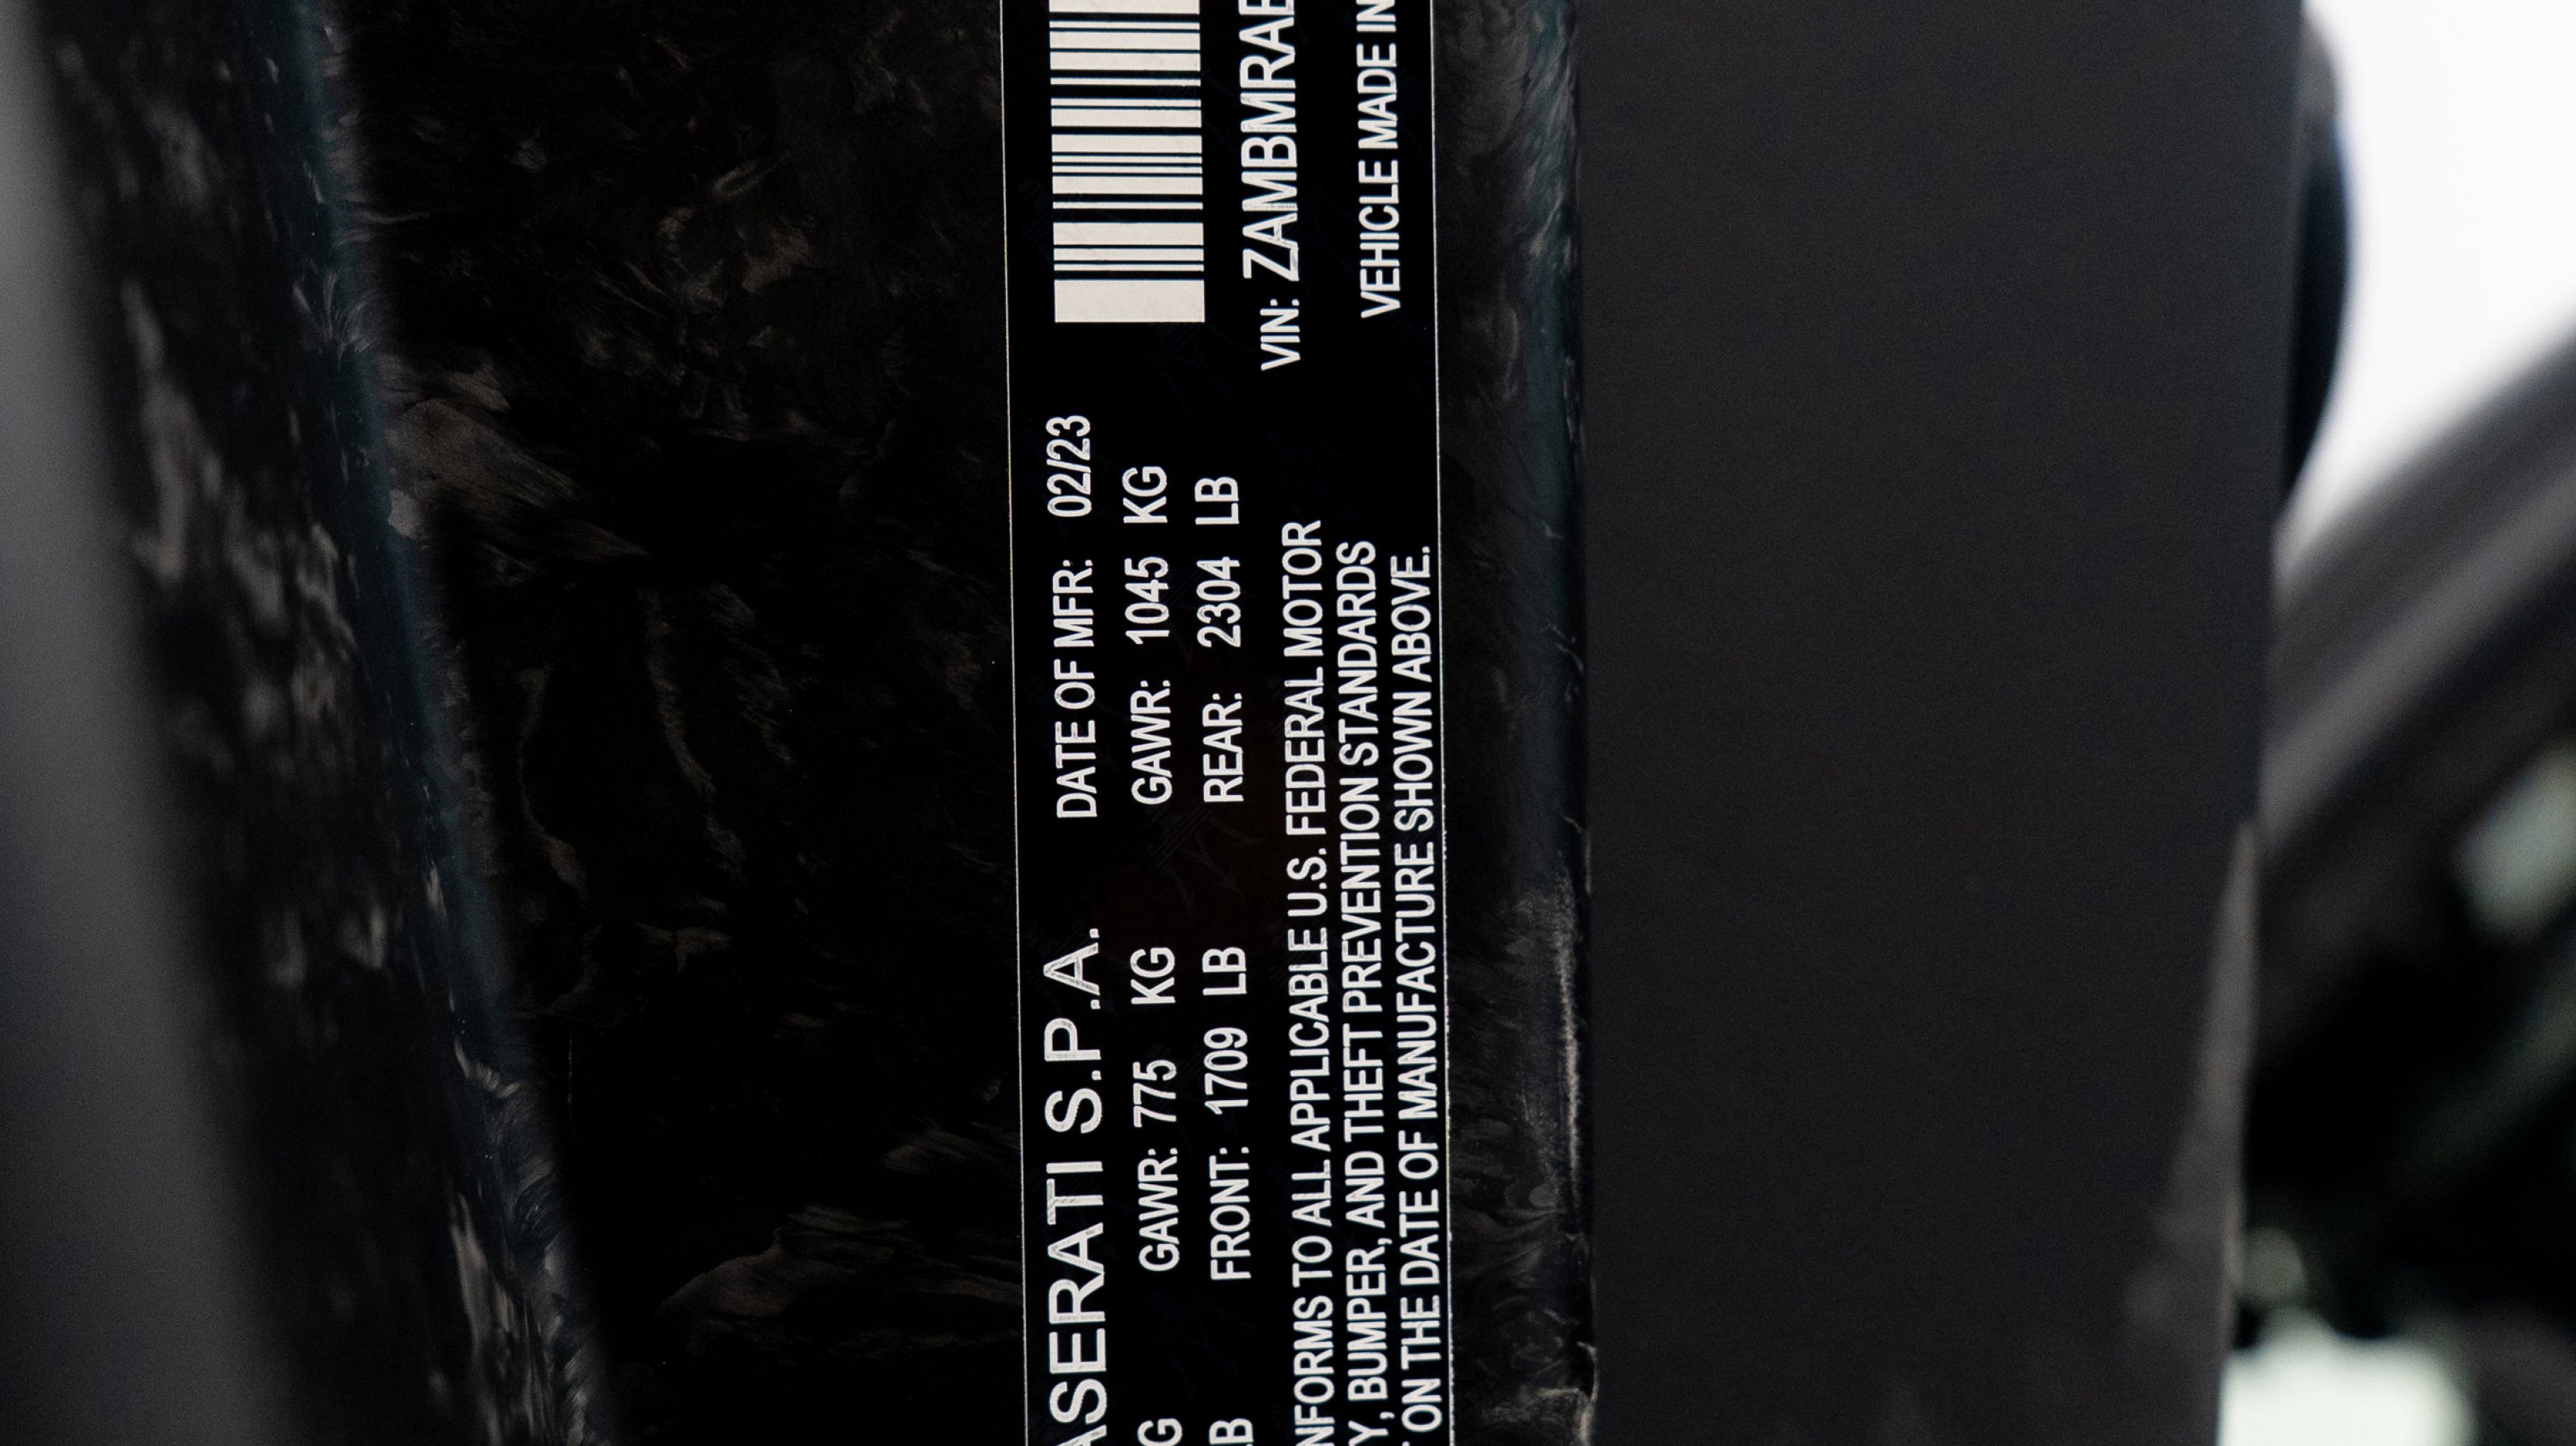 ASERATI S.P.A. DATE OF MFR: 02/23
G GAWR: 775 KG GAWR: 1045 KG
LB FRONT: 1709 LB REAR: 2304 LB
VIN: ZAMBMRAB
NFORMS TO ALL APPLICABLE U.S. FEDERAL MOTOR
Y, BUMPER, AND THEFT PREVENTION STANDARDS
VEHICLE MADE IN
ON THE DATE OF MANUFACTURE SHOWN ABOVE.